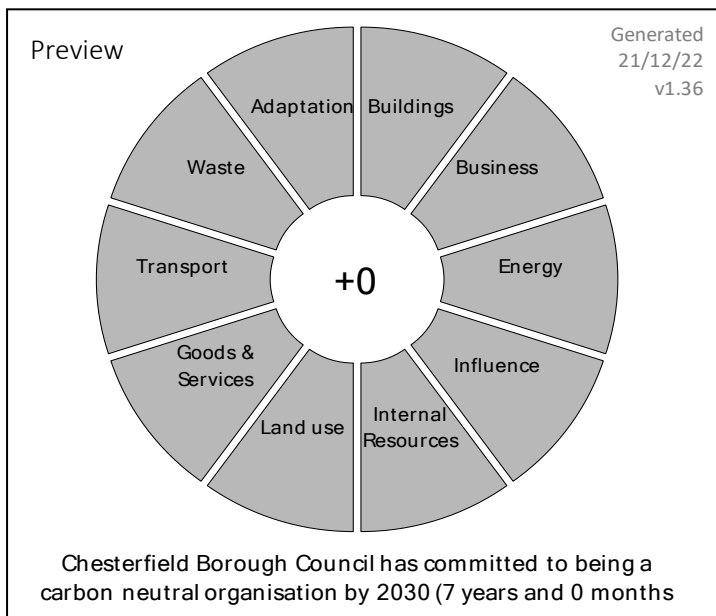 Preview
Generated
21/12/22
v1.36
Adaptation
Buildings
Waste
Business
Transport
+0
Energy
Goods &
Services
Influence
Land use
Internal
Resources
Chesterfield Borough Council has committed to being a
carbon neutral organisation by 2030 (7 years and 0 months